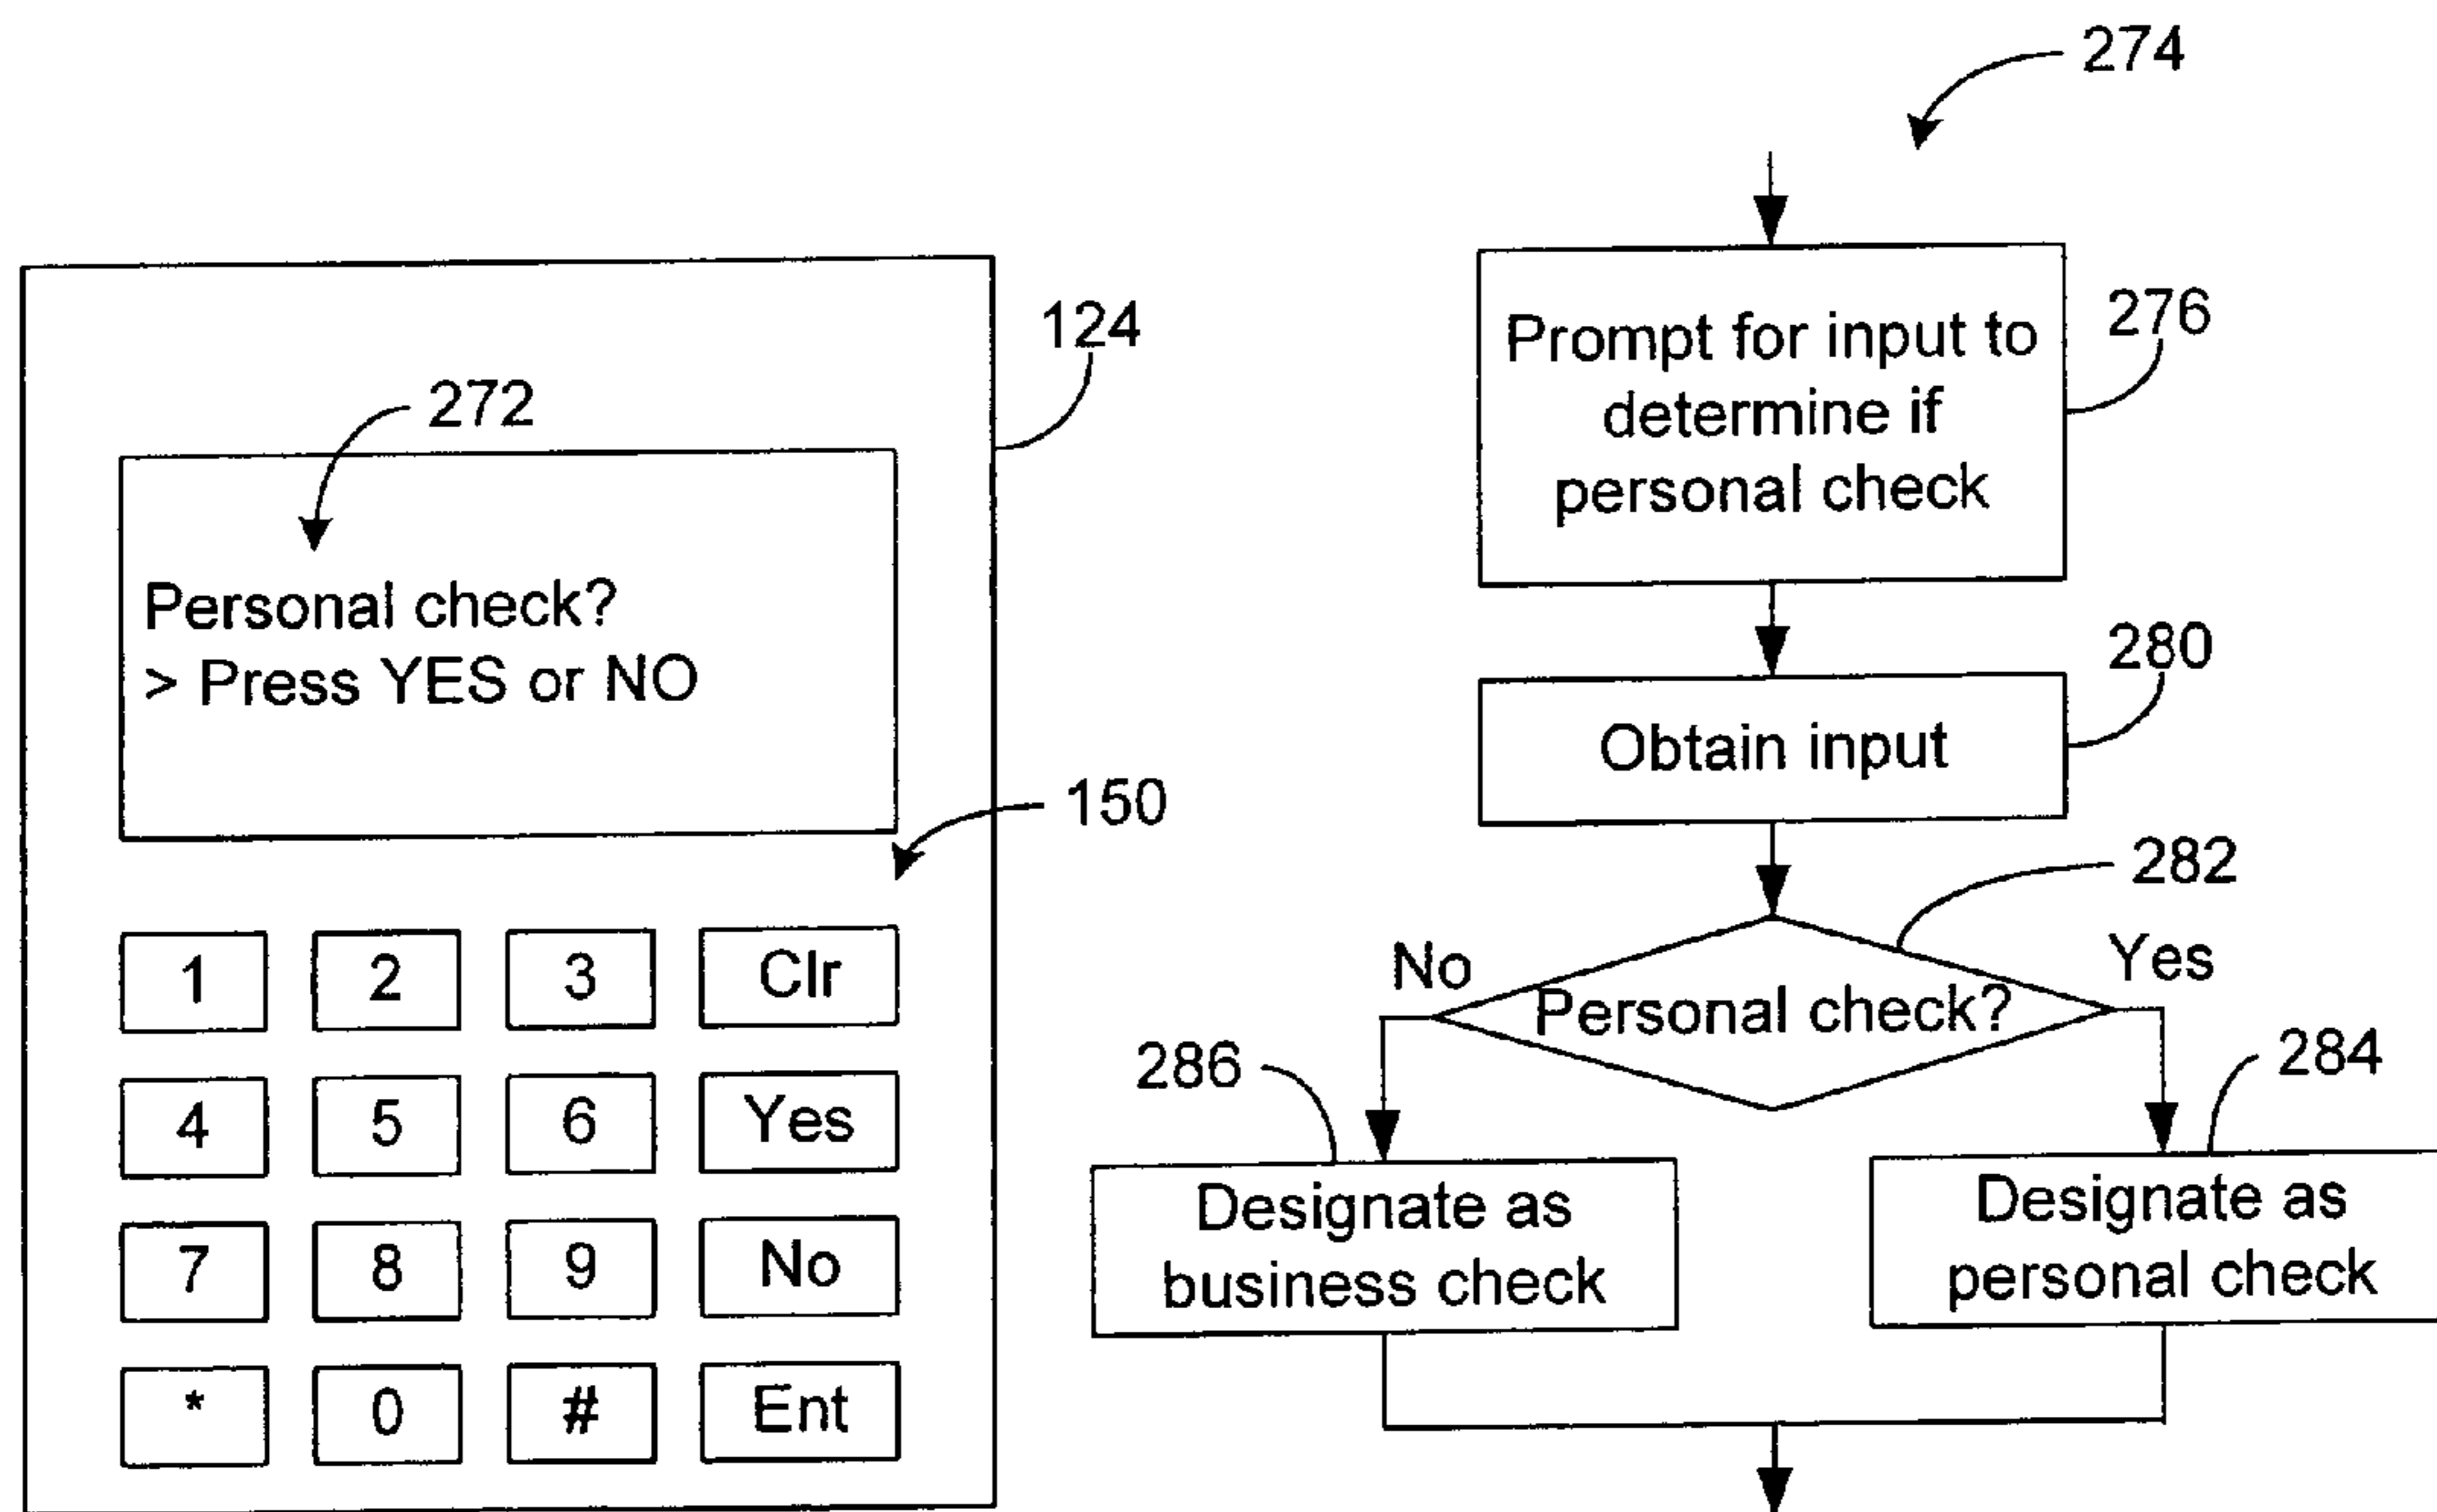 124
272
Personal check?
> Press YES or NO
150
1 2 3 Clr
4 5 6 Yes
7 8 9 No
* 0 # Ent
274
Prompt for input to
determine if
personal check
276
Obtain input
280
282
No
Personal check?
Yes
286
Designate as
business check
284
Designate as
personal check